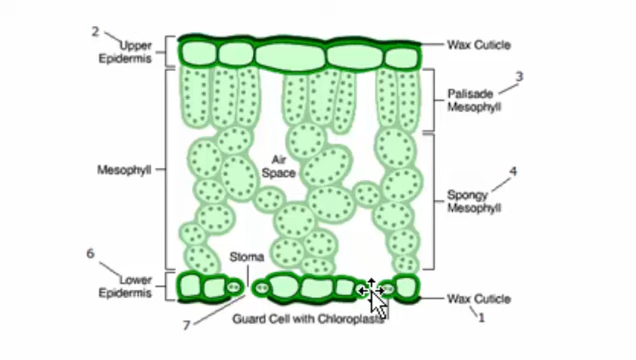 2
Upper
Epidermis
Wax Cuticle
3
Palisade
Mesophyll
Mesophyll
Air
Space
4
Spongy
Mesophyll
6
Stoma
Lower
Epidermis
Wax Cuticle
7
Guard Cell with Chloroplasts
1